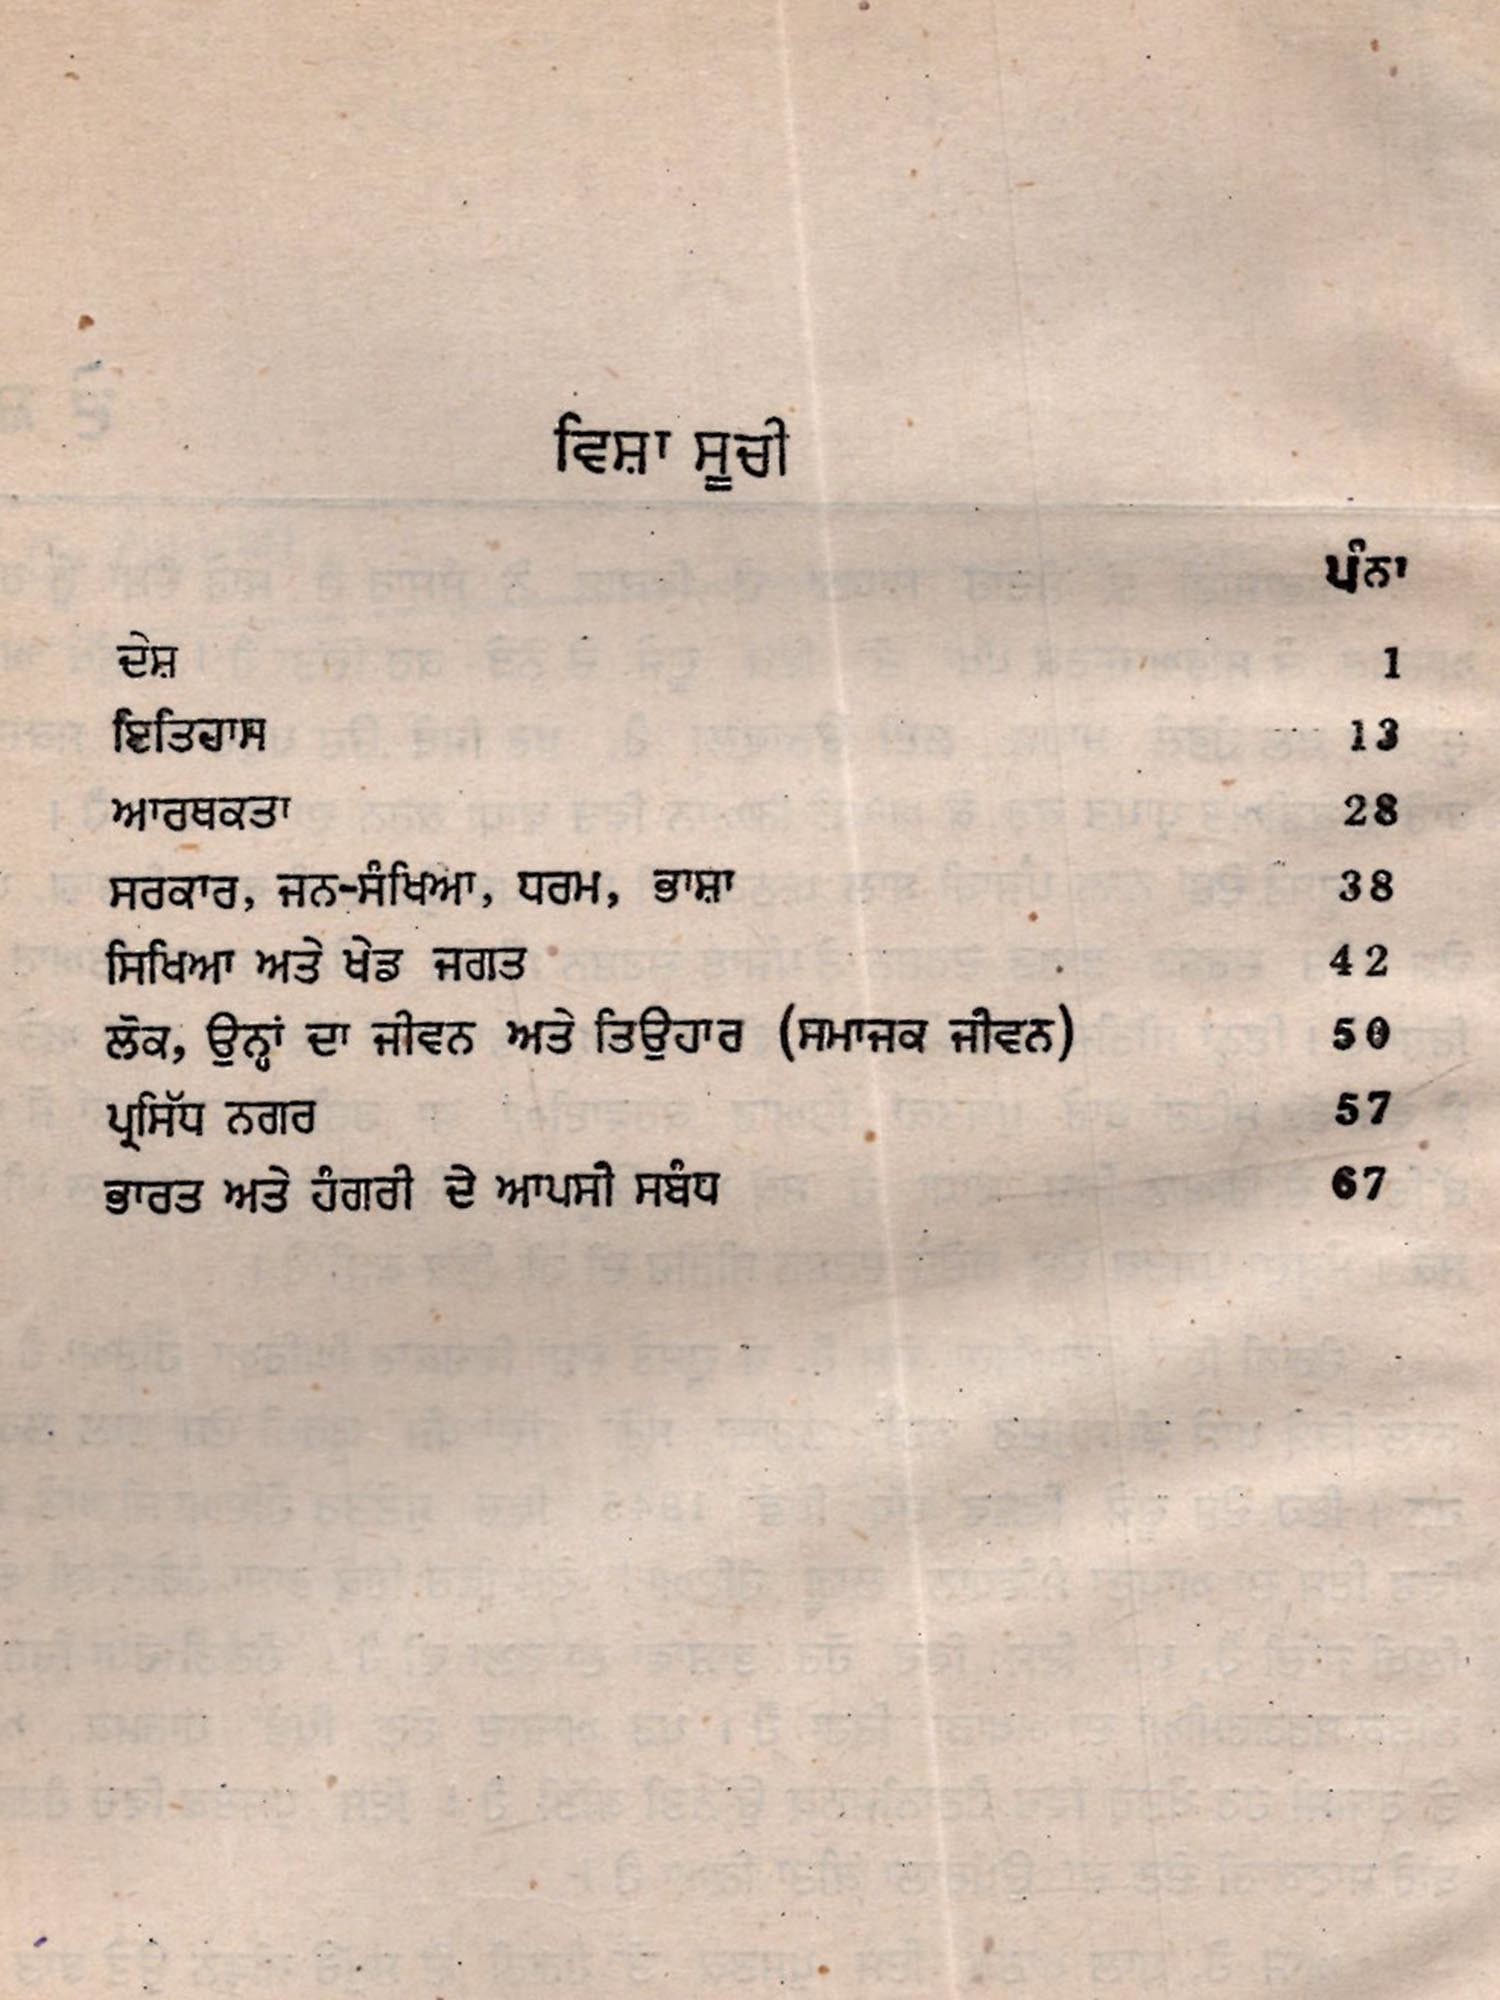 ਵਿਸ਼ਾ ਸੂਚੀ
ਪੰਨਾ
ਦੇਸ਼ 1
ਇਤਿਹਾਸ 13
ਆਰਥਕਤਾ 28
ਸਰਕਾਰ, ਜਨ-ਸੰਖਿਆ, ਧਰਮ, ਭਾਸ਼ਾ 38
ਸਿਖਿਆ ਅਤੇ ਖੇਡ ਜਗਤ 42
ਲੋਕ, ਉਨ੍ਹਾਂ ਦਾ ਜੀਵਨ ਅਤੇ ਤਿਉਹਾਰ (ਸਮਾਜਕ ਜੀਵਨ) 50
ਪ੍ਰਸਿੱਧ ਨਗਰ 57
ਭਾਰਤ ਅਤੇ ਹੰਗਰੀ ਦੇ ਆਪਸੀ ਸਬੰਧ 67